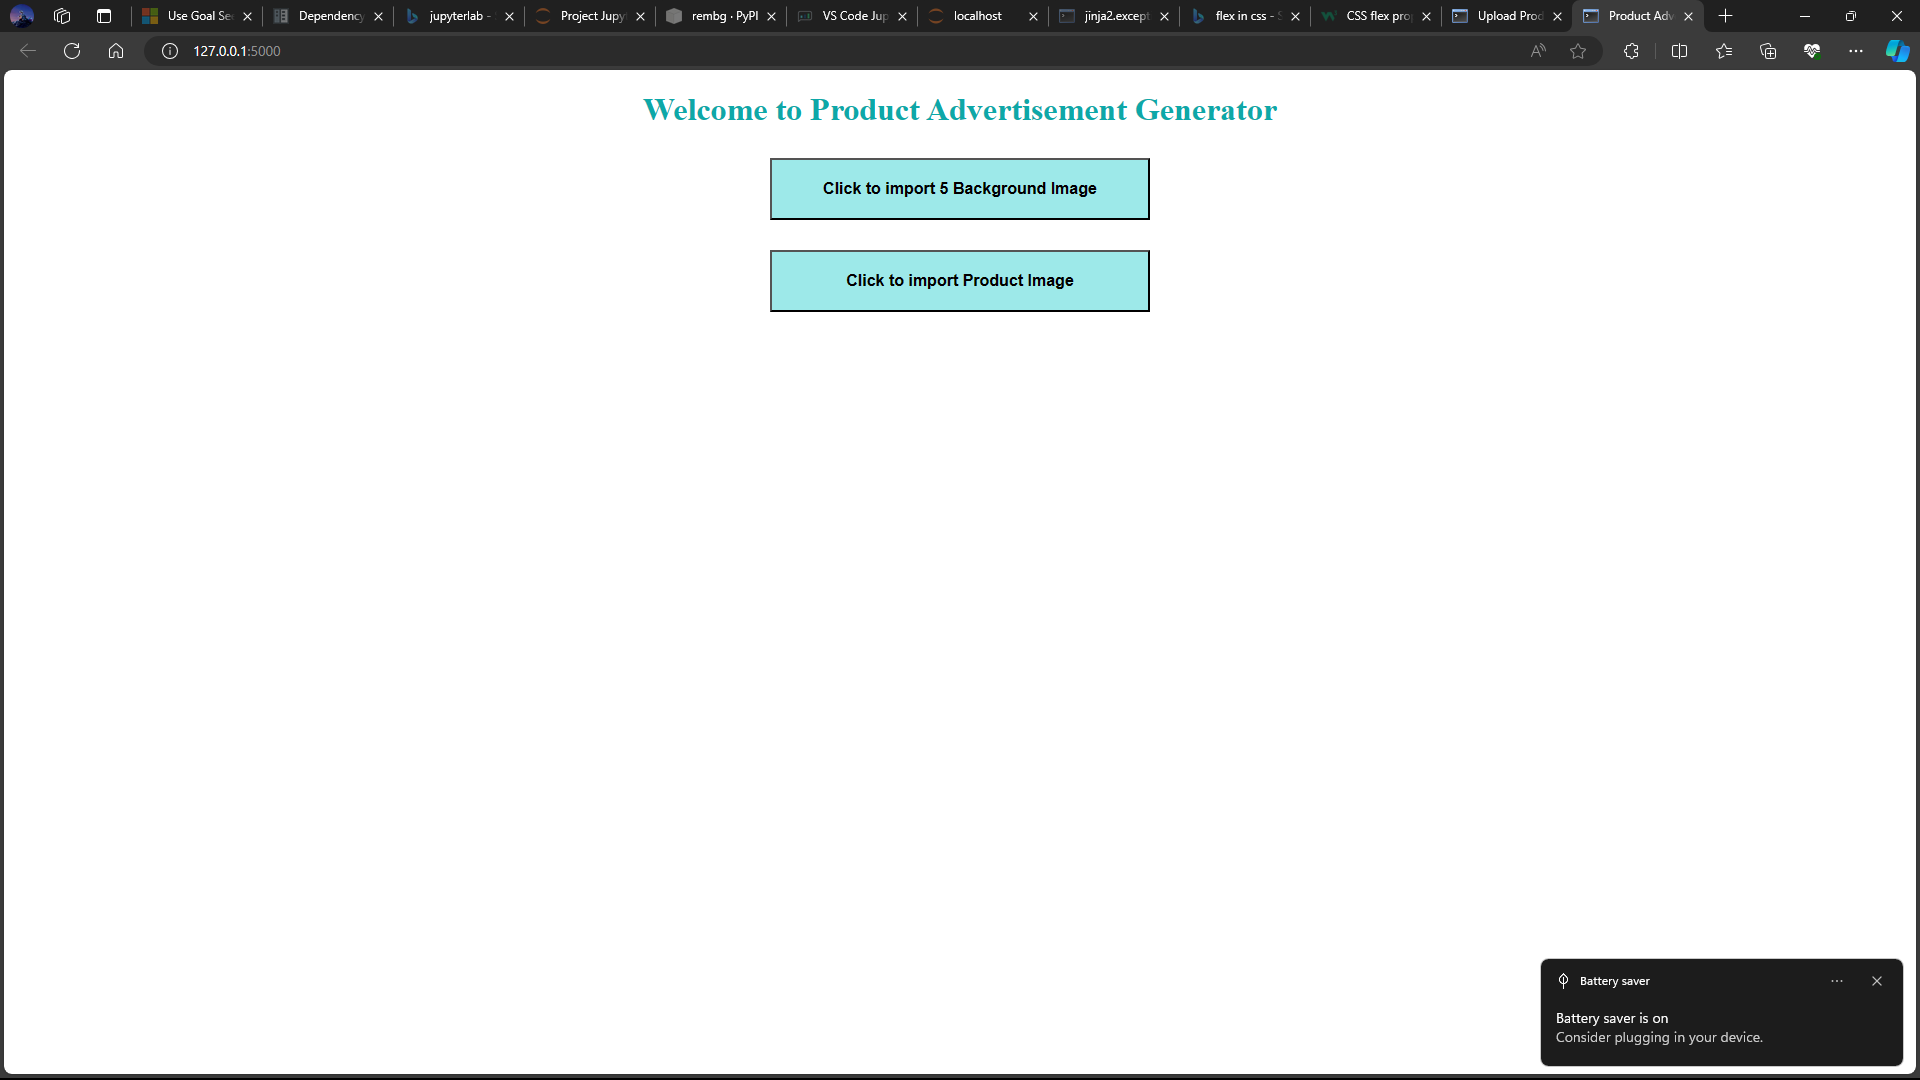 Use Goal Se
Dependency
jupyterlab -
Project Jupy
rembg · PyPI
VS Code Jup
localhost
jinja2.except
flex in css - S
CSS flex prop
Upload Prod
Product Adv
127.0.0.1:5000
Welcome to Product Advertisement Generator
Click to import 5 Background Image
Click to import Product Image
Battery saver
Battery saver is on
Consider plugging in your device.